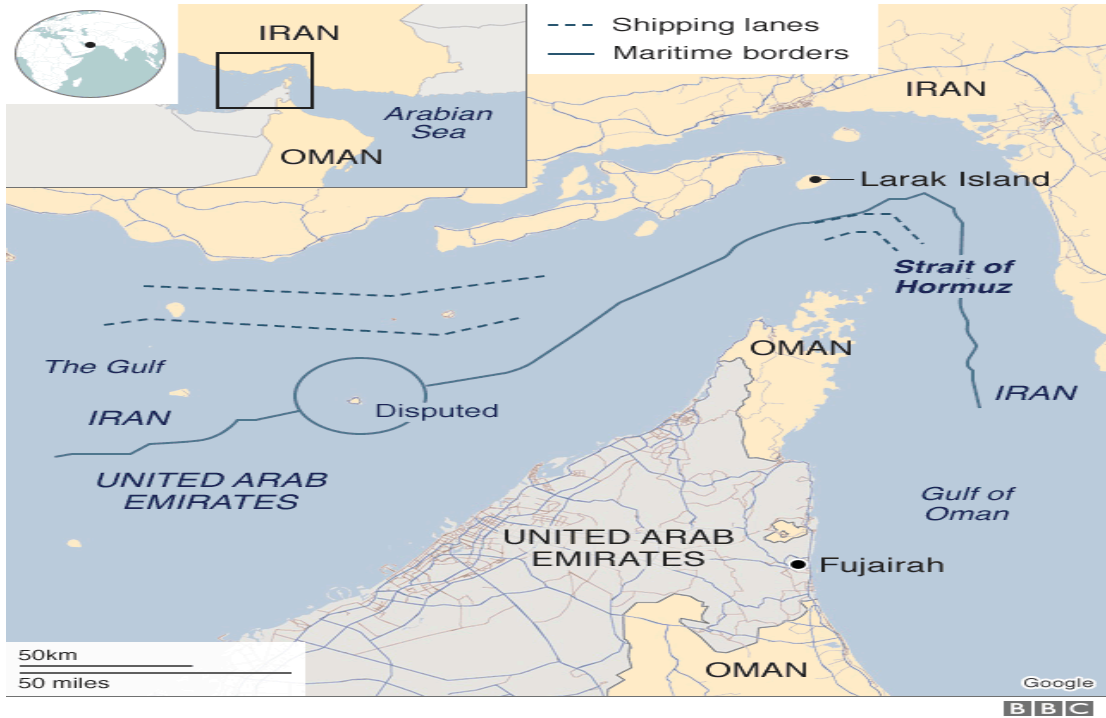 IRAN
Arabian
Sea
OMAN
Shipping lanes
Maritime borders
IRAN
Larak Island
Strait of
Hormuz
OMAN
The Gulf
IRAN
Disputed
IRAN
UNITED ARAB
EMIRATES
Gulf of
Oman
UNITED ARAB
EMIRATES
Fujairah
OMAN
50km
50 miles
Google
BBC